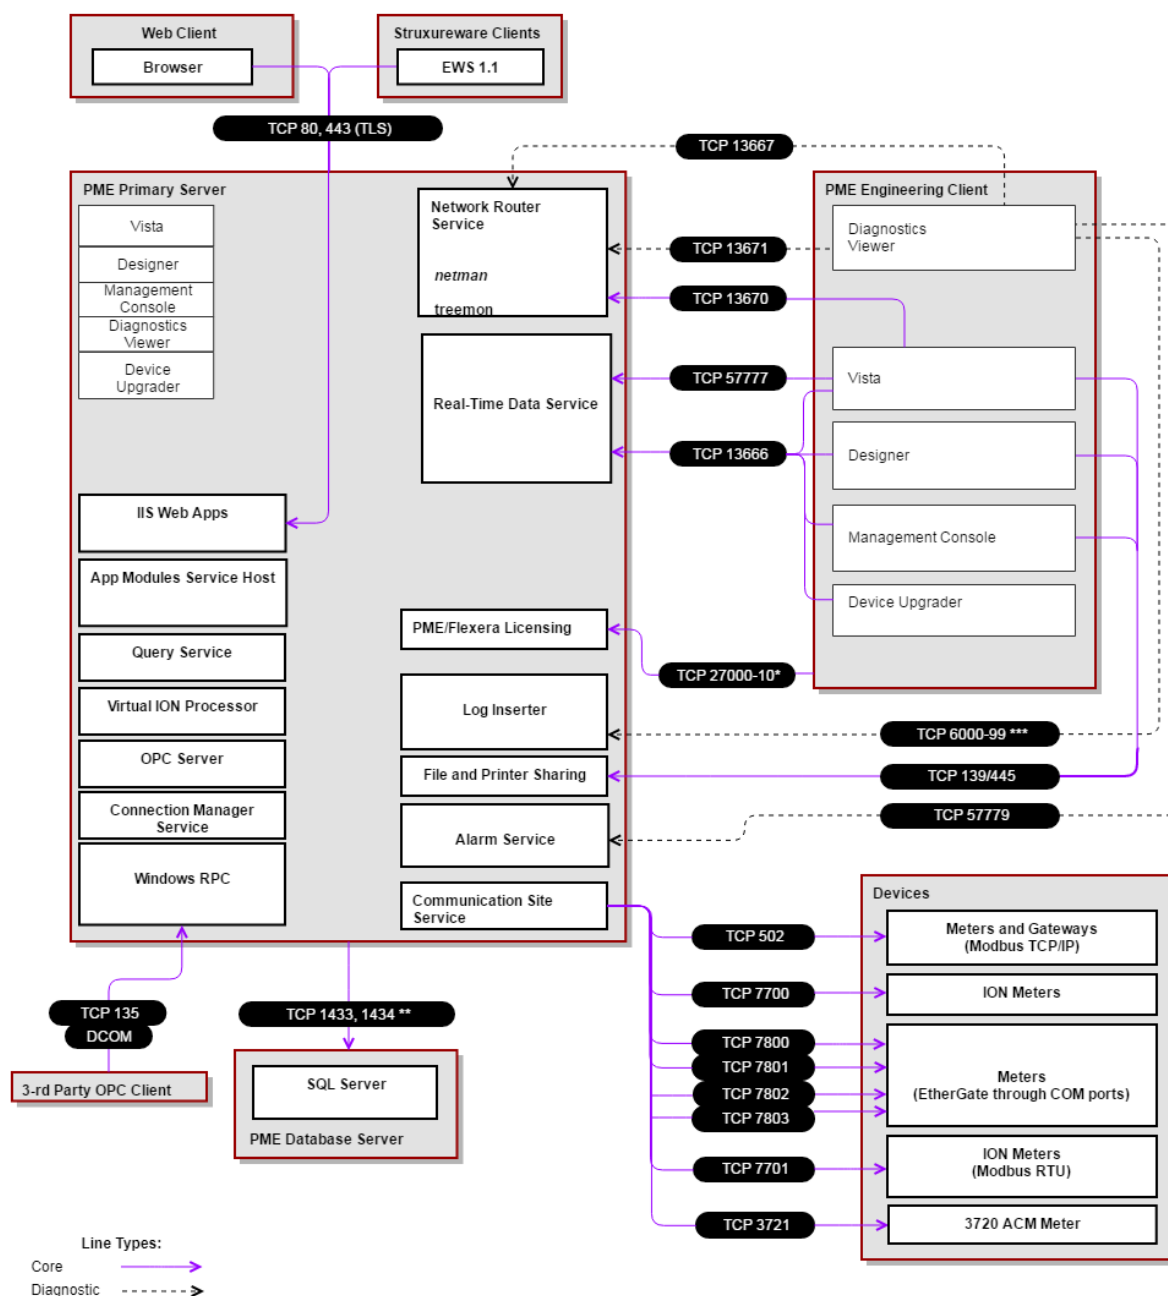 Web Client
Browser
Struxureware Clients
EWS 1.1
TCP 80, 443 (TLS)
TCP 13667
PME Primary Server
Vista
Designer
Management
Console
Diagnostics
Viewer
Device
Upgrader
Network Router
Service
netman
treemon
TCP 13671
TCP 13670
PME Engineering Client
Diagnostics
Viewer
Real-Time Data Service
TCP 57777
TCP 13666
Vista
Designer
Management Console
Device Upgrader
IIS Web Apps
App Modules Service Host
Query Service
Virtual ION Processor
OPC Server
Connection Manager
Service
Windows RPC
PME/Flexera Licensing
TCP 27000-10*
Log Inserter
TCP 6000-99 ***
File and Printer Sharing
TCP 139/445
Alarm Service
TCP 57779
Communication Site
Service
Devices
TCP 502
Meters and Gateways
(Modbus TCP/IP)
TCP 7700
ION Meters
TCP 7800
TCP 7801
TCP 7802
TCP 7803
Meters
(EtherGate through COM ports)
TCP 7701
ION Meters
(Modbus RTU)
TCP 3721
3720 ACM Meter
TCP 135
DCOM
3-rd Party OPC Client
TCP 1433, 1434 **
SQL Server
PME Database Server
Line Types:
Core
Diagnostic